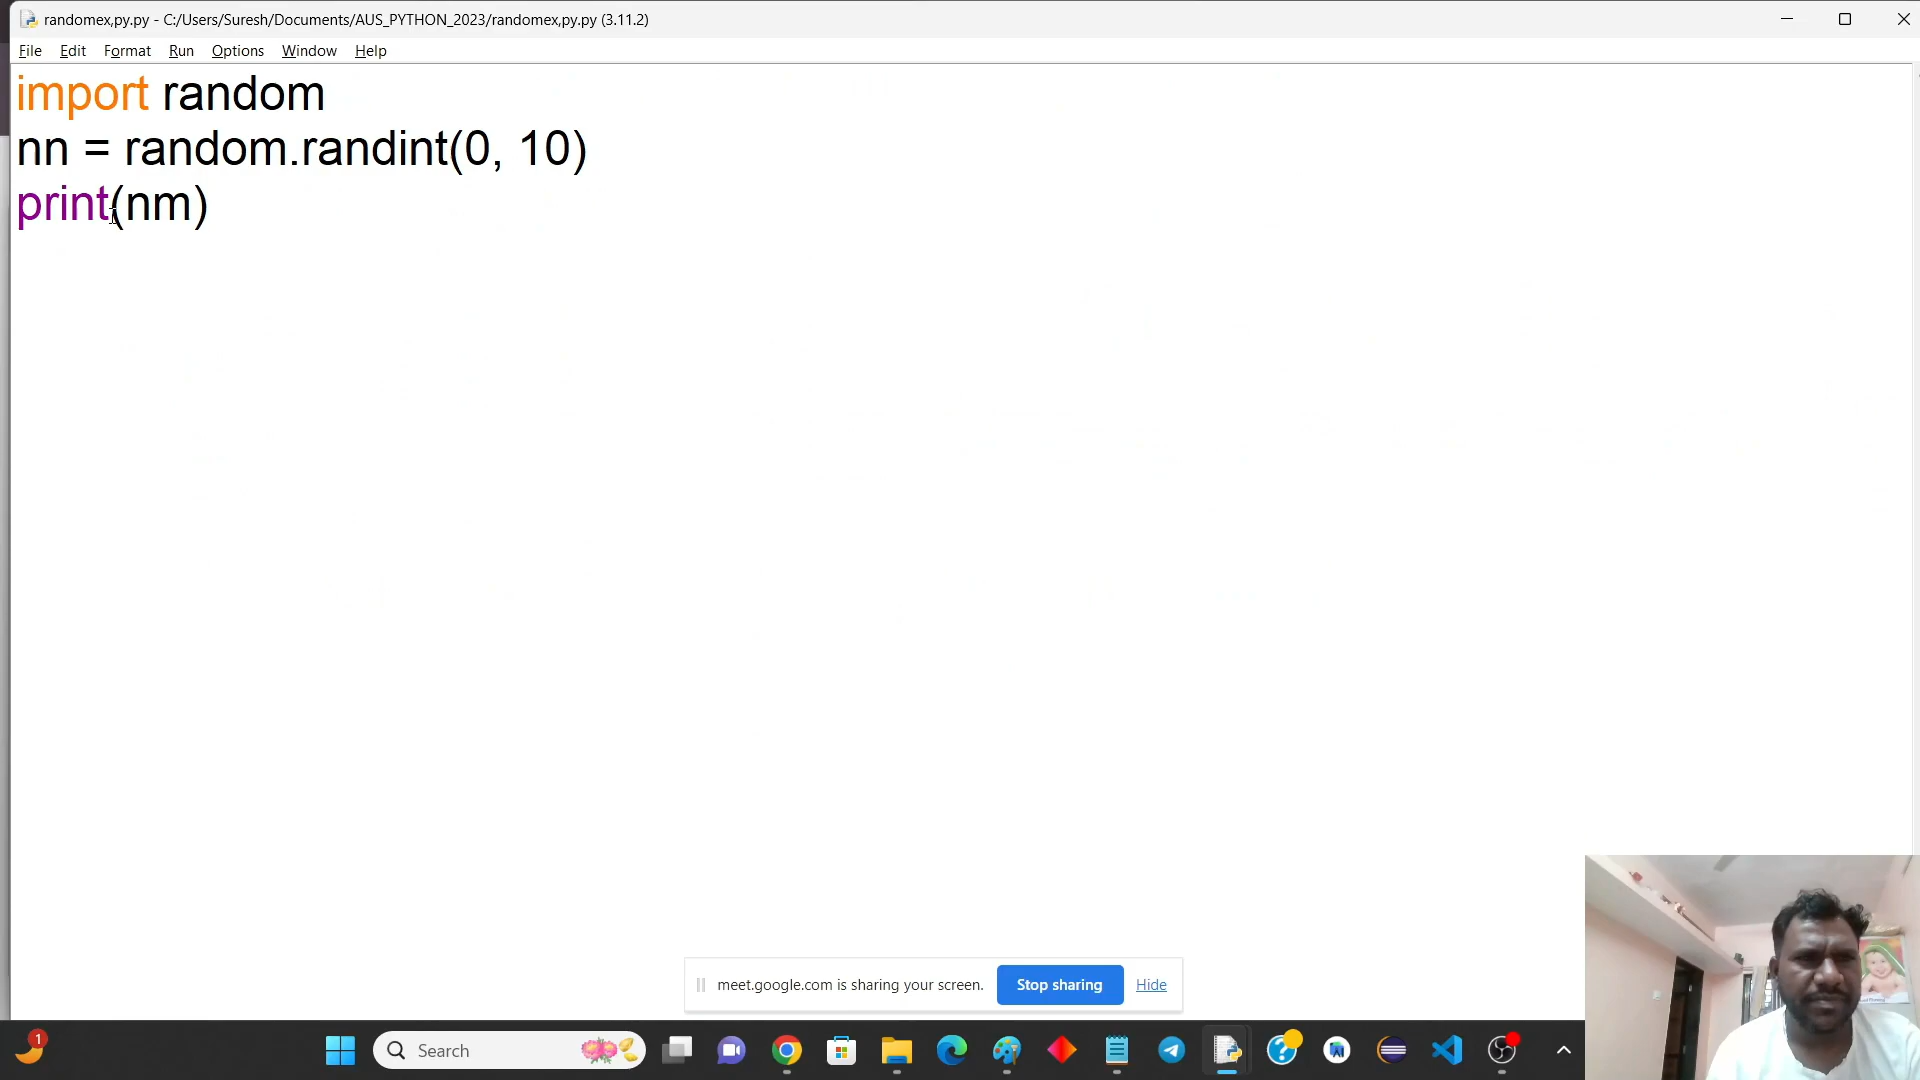 randomex,py.py - C:/Users/Suresh/Documents/AUS_PYTHON_2023/randomex,py.py (3.11.2)
File Edit Format Run Options Window Help
import random
nn = random.randint(0, 10)
print(nm)
meet.google.com is sharing your screen. Stop sharing Hide
1
Search